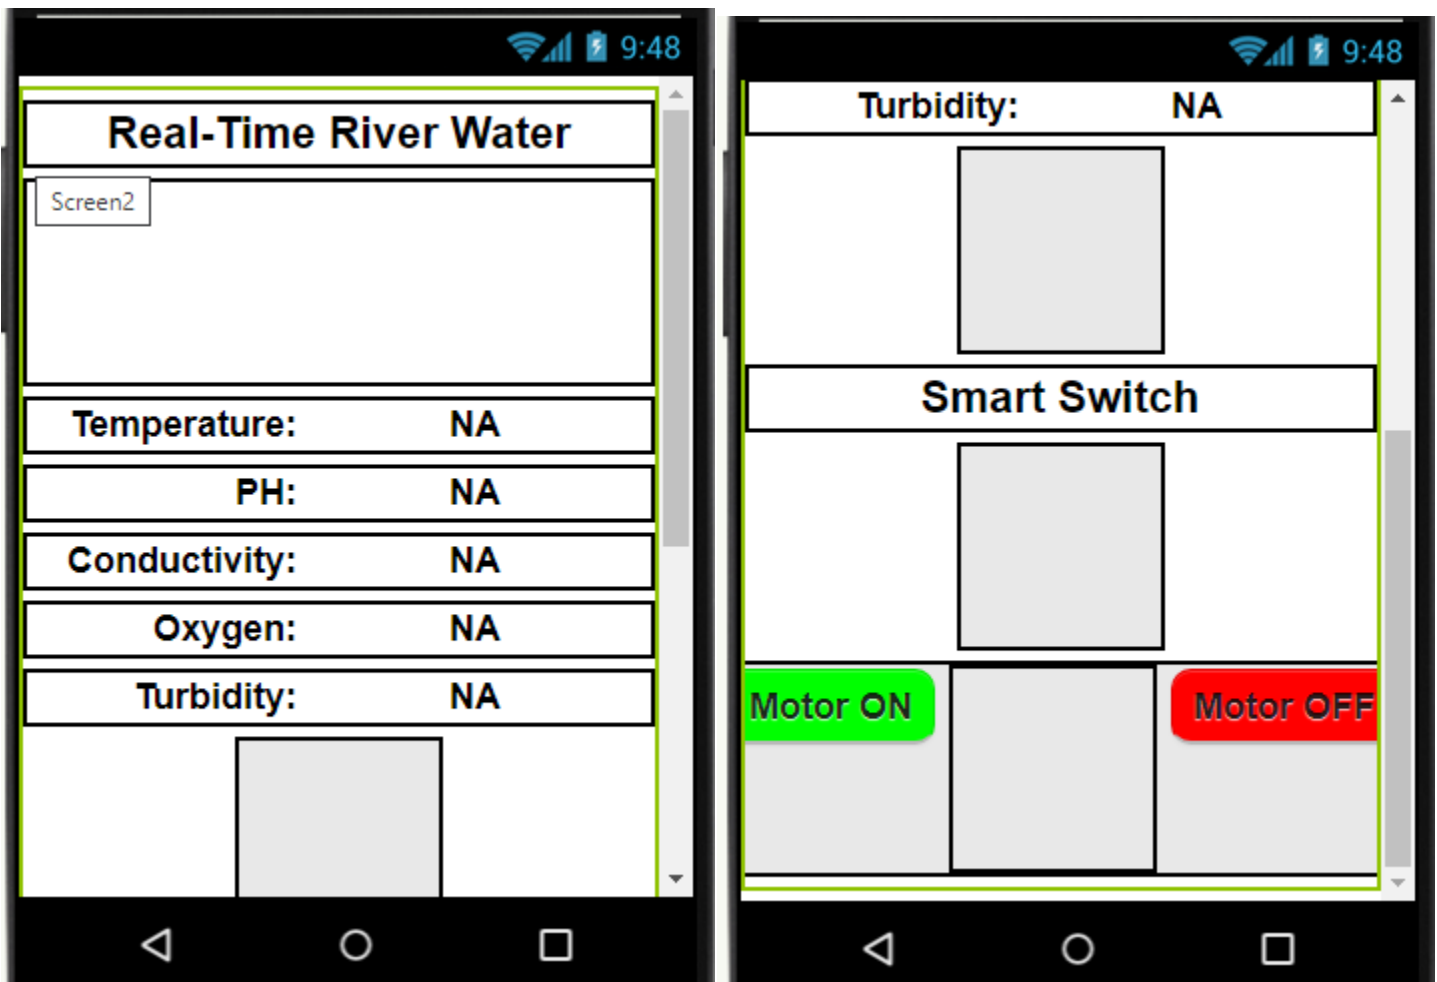 9:48
Real-Time River Water
Screen2
Temperature: NA
PH: NA
Conductivity: NA
Oxygen: NA
Turbidity: NA
9:48
Turbidity: NA
Smart Switch
Motor ON
Motor OFF